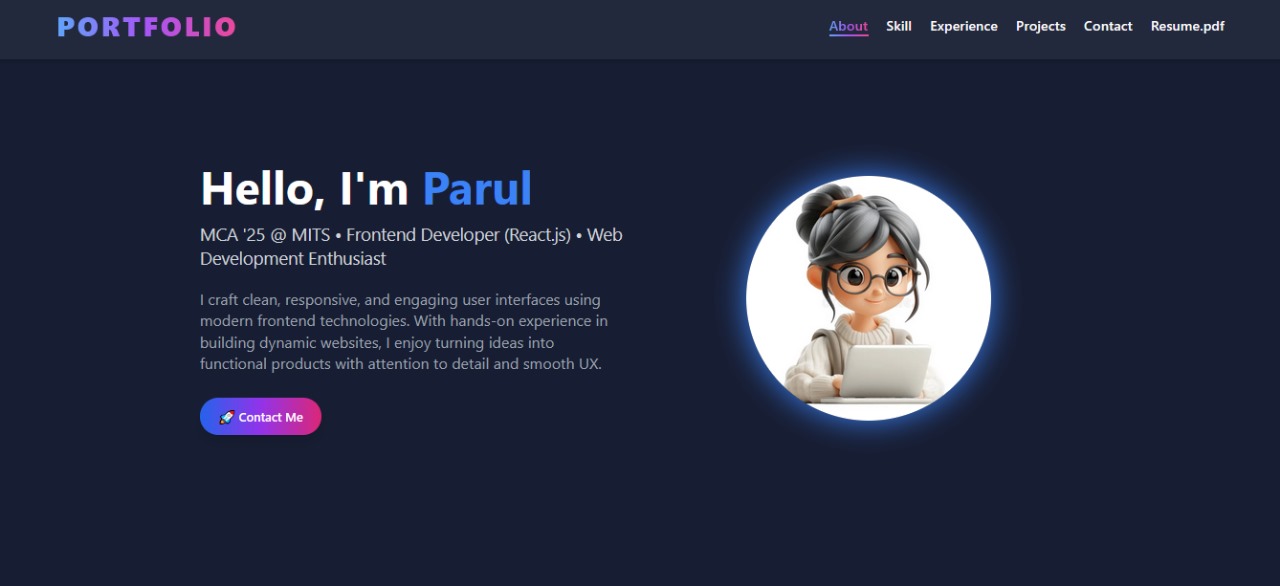 PORTFOLIO
About Skill Experience Projects Contact Resume.pdf
Hello, I'm Parul
MCA '25 @ MITS • Frontend Developer (React.js) • Web
Development Enthusiast
I craft clean, responsive, and engaging user interfaces using
modern frontend technologies. With hands-on experience in
building dynamic websites, I enjoy turning ideas into
functional products with attention to detail and smooth UX.
🚀 Contact Me